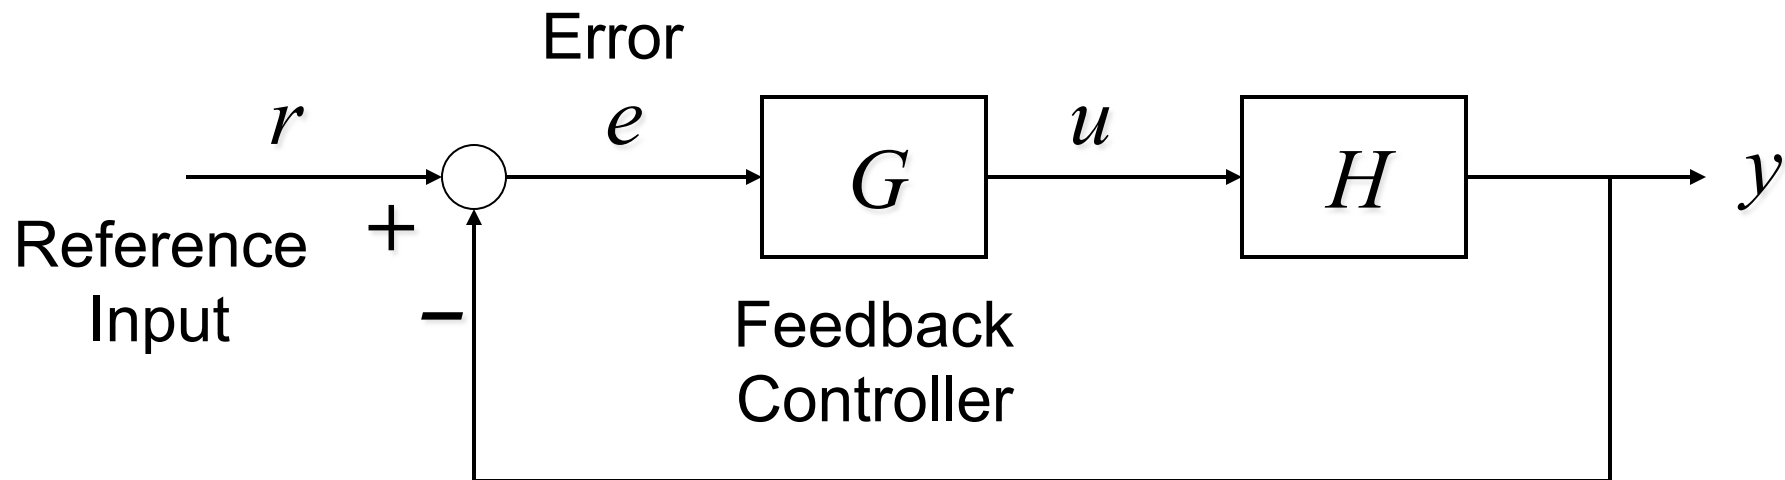 Error
r
e
u
G
H
y
+
Reference
Input
–
Feedback
Controller